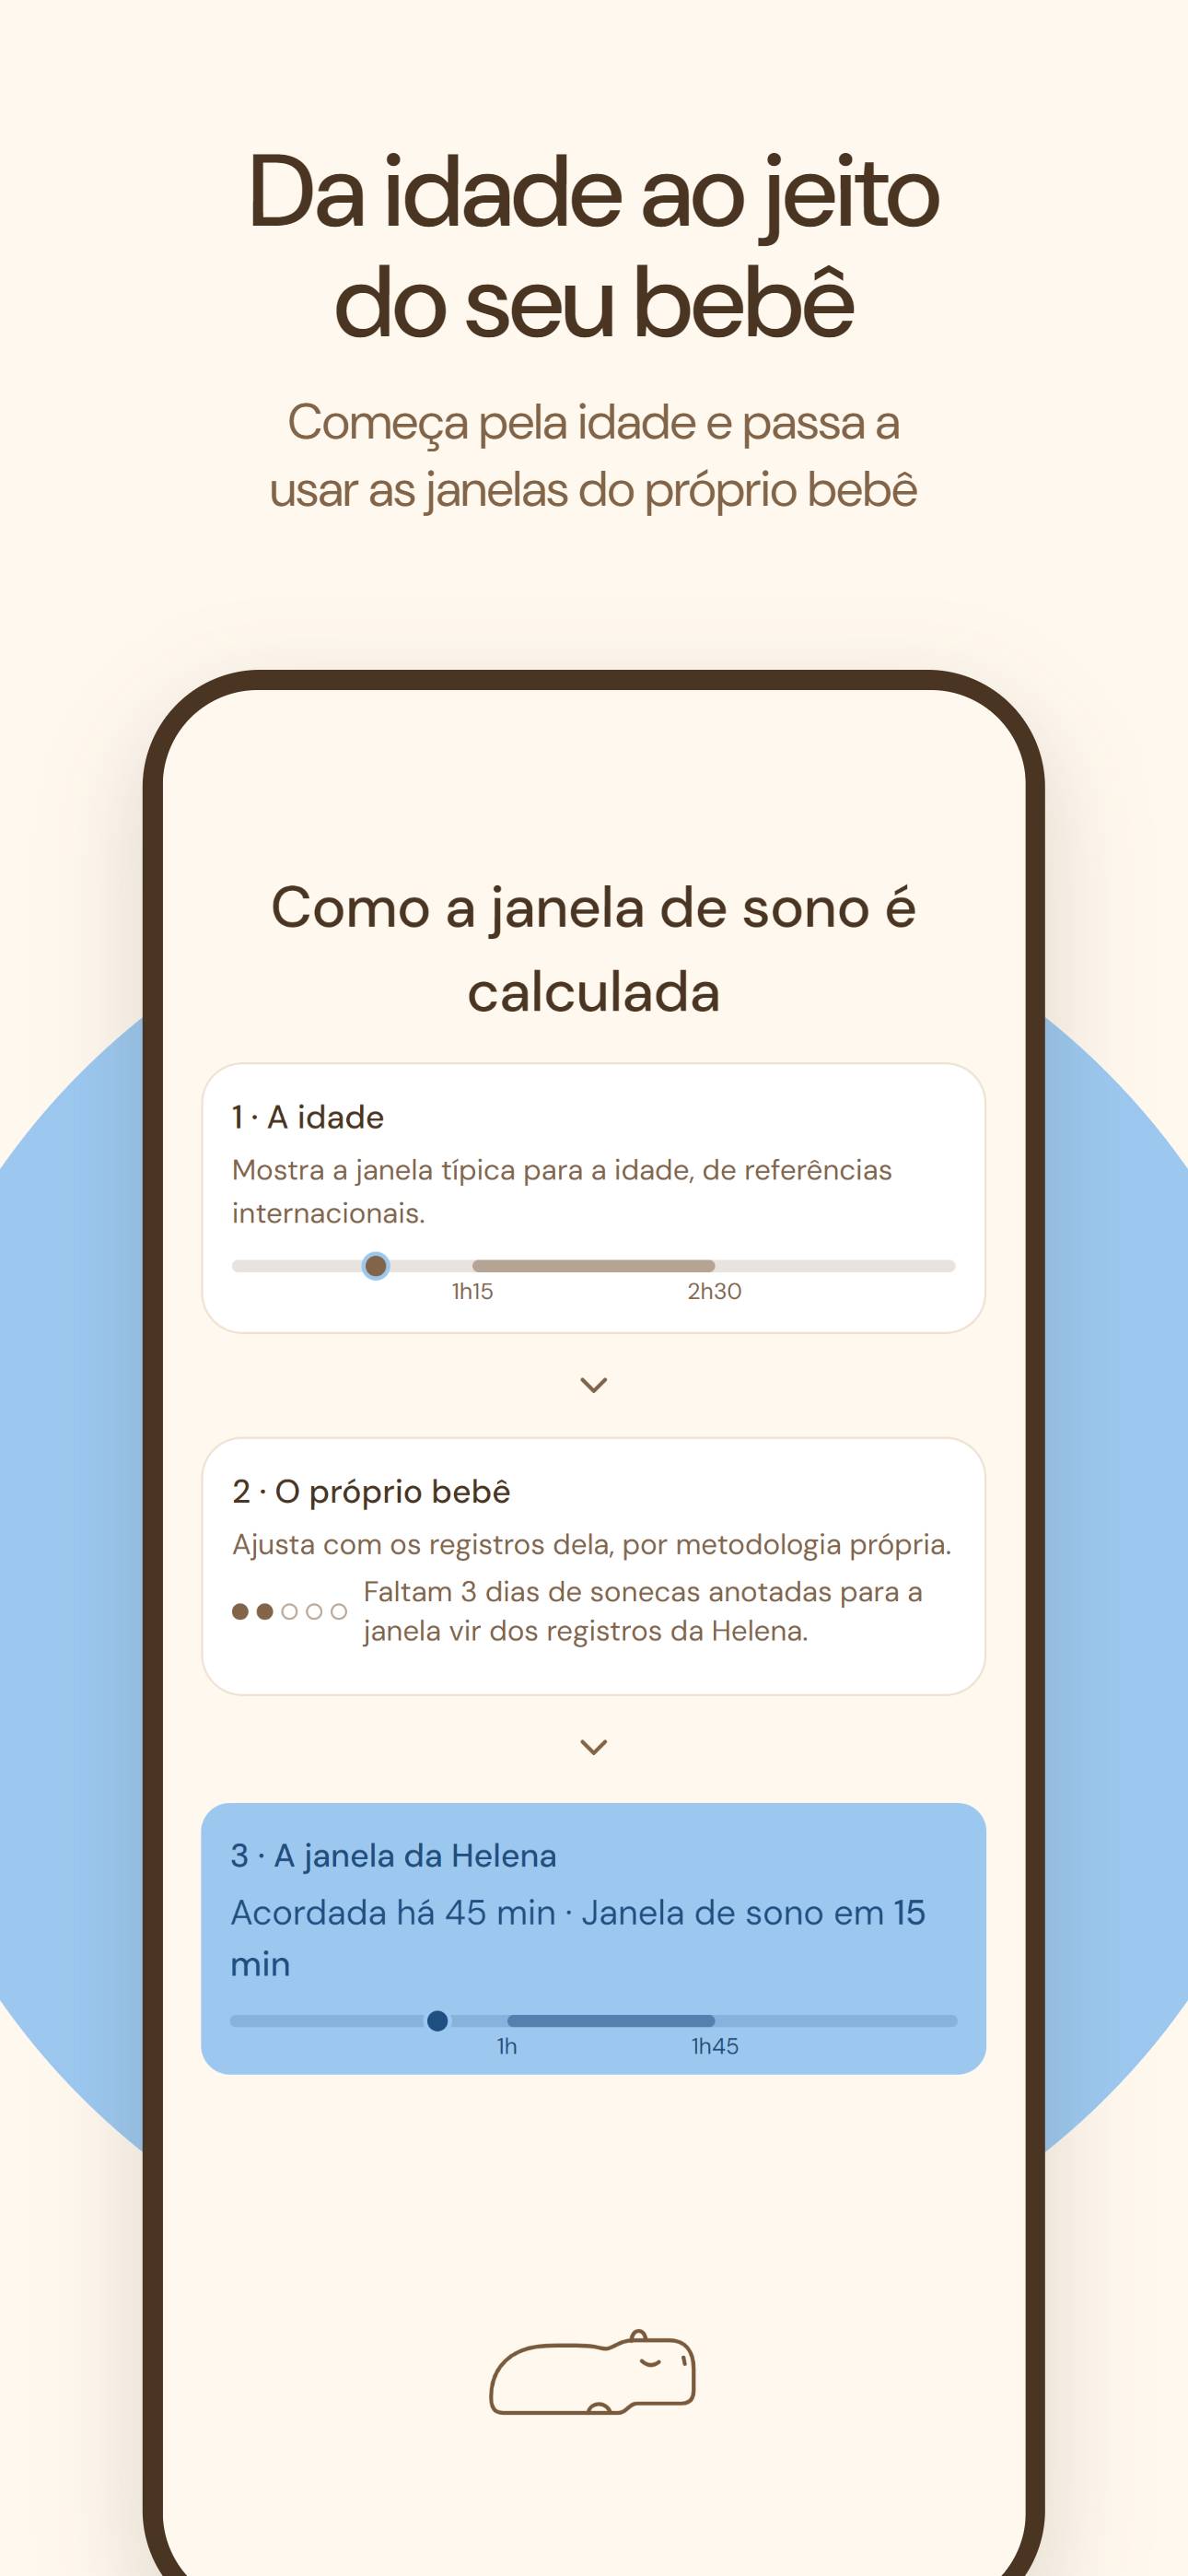 Da idade ao jeito
do seu bebê
Começa pela idade e passa a
usar as janelas do próprio bebê
Como a janela de sono é
calculada
1 · A idade
Mostra a janela típica para a idade, de referências
internacionais.
1h15 2h30
2 · O próprio bebê
Ajusta com os registros dela, por metodologia própria.
Faltam 3 dias de sonecas anotadas para a
janela vir dos registros da Helena.
3 · A janela da Helena
Acordada há 45 min · Janela de sono em 15
min
1h 1h45